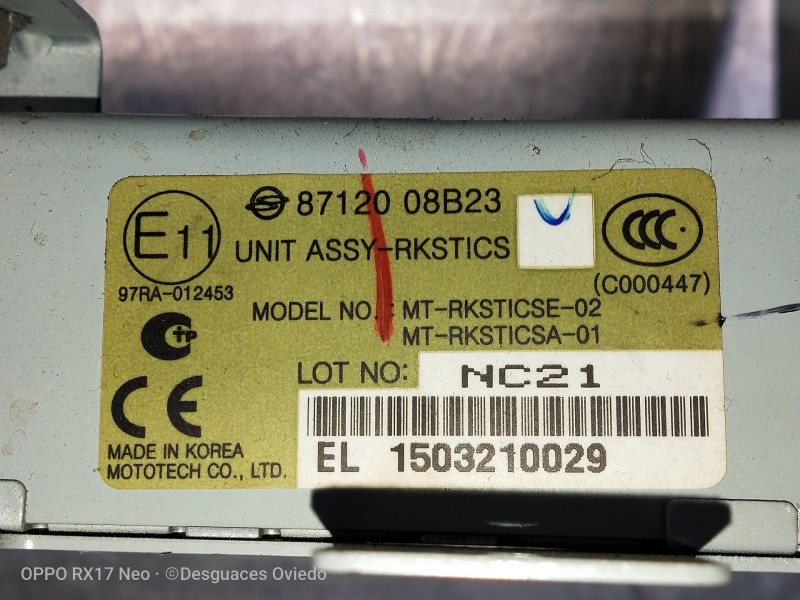 87120 08B23
E11
UNIT ASSY-RKSTICS
CCC
(C000447)
97RA-012453
MODEL NO. : MT-RKSTICSE-02
MT-RKSTICSA-01
LOT NO: NC21
CE
EL 1503210029
MADE IN KOREA
MOTOTECH CO., LTD.
OPPO RX17 Neo · ©Desguaces Oviedo